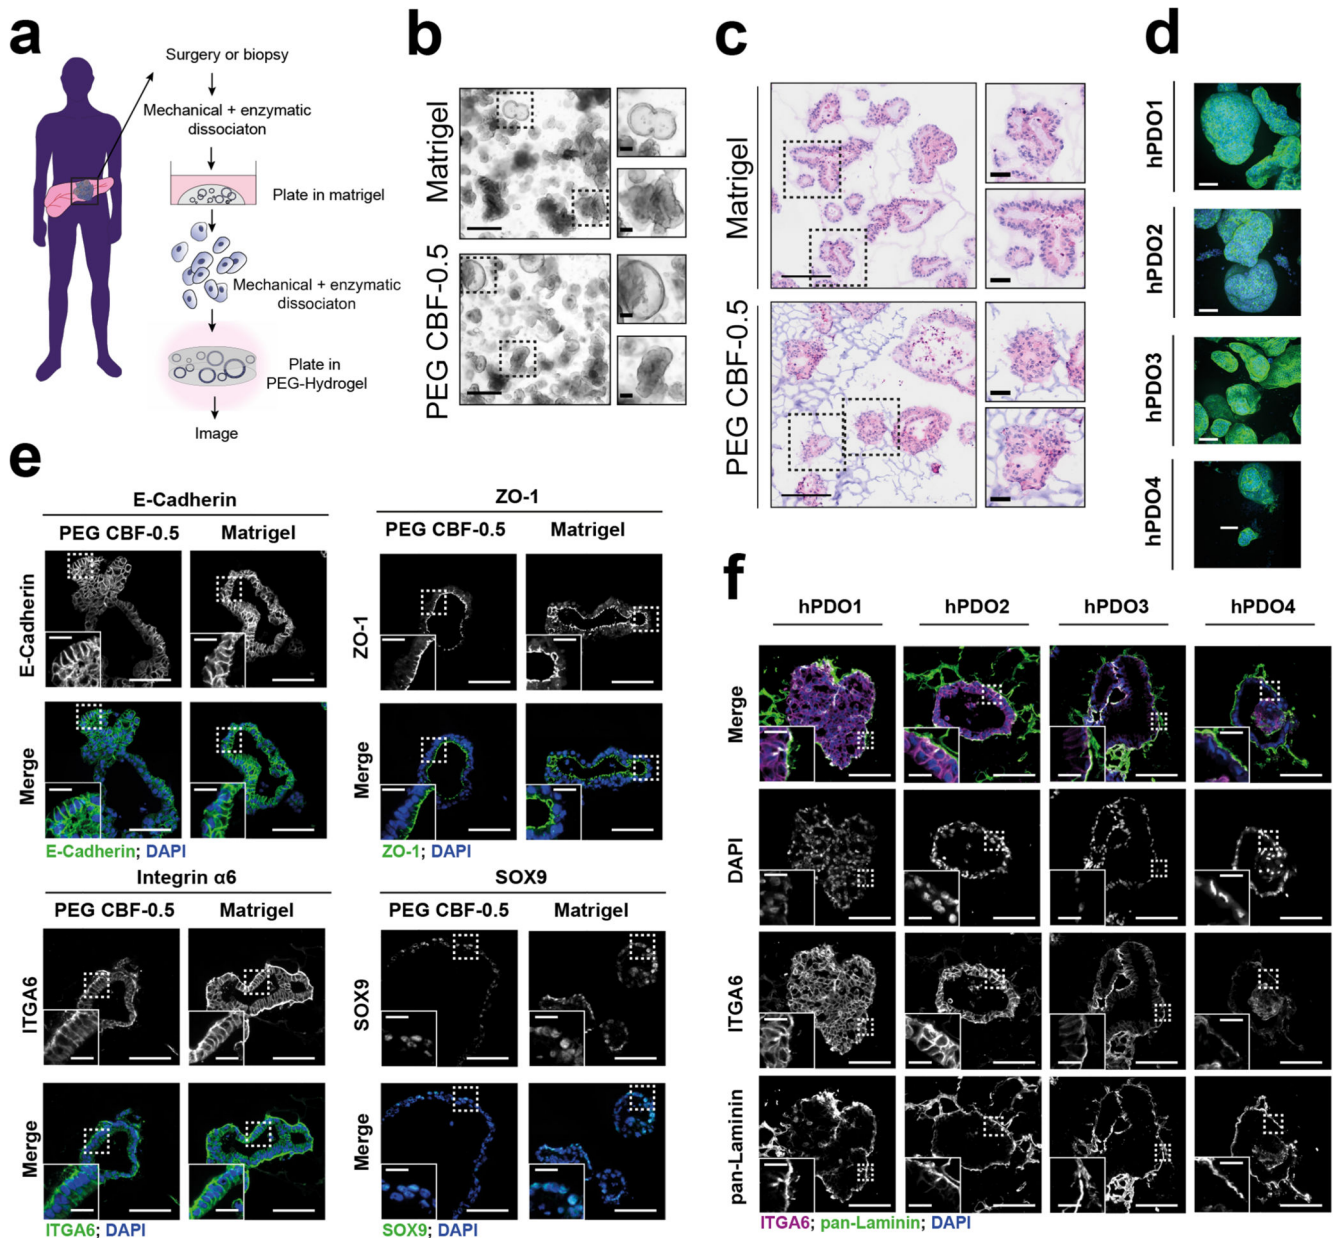 a
Surgery or biopsy
Mechanical + enzymatic
dissociaton
Plate in matrigel
Mechanical + enzymatic
dissociaton
Plate in
PEG-Hydrogel
Image
b
Matrigel
PEG CBF-0.5
c
Matrigel
PEG CBF-0.5
d
hPDO1
hPDO2
hPDO3
hPDO4
e
E-Cadherin
PEG CBF-0.5 Matrigel
E-Cadherin
Merge
E-Cadherin; DAPI
ZO-1
PEG CBF-0.5 Matrigel
ZO-1
Merge
ZO-1; DAPI
Integrin α6
PEG CBF-0.5 Matrigel
ITGA6
Merge
ITGA6; DAPI
SOX9
PEG CBF-0.5 Matrigel
SOX9
Merge
SOX9; DAPI
f
hPDO1 hPDO2 hPDO3 hPDO4
Merge
DAPI
ITGA6
pan-Laminin
ITGA6; pan-Laminin; DAPI